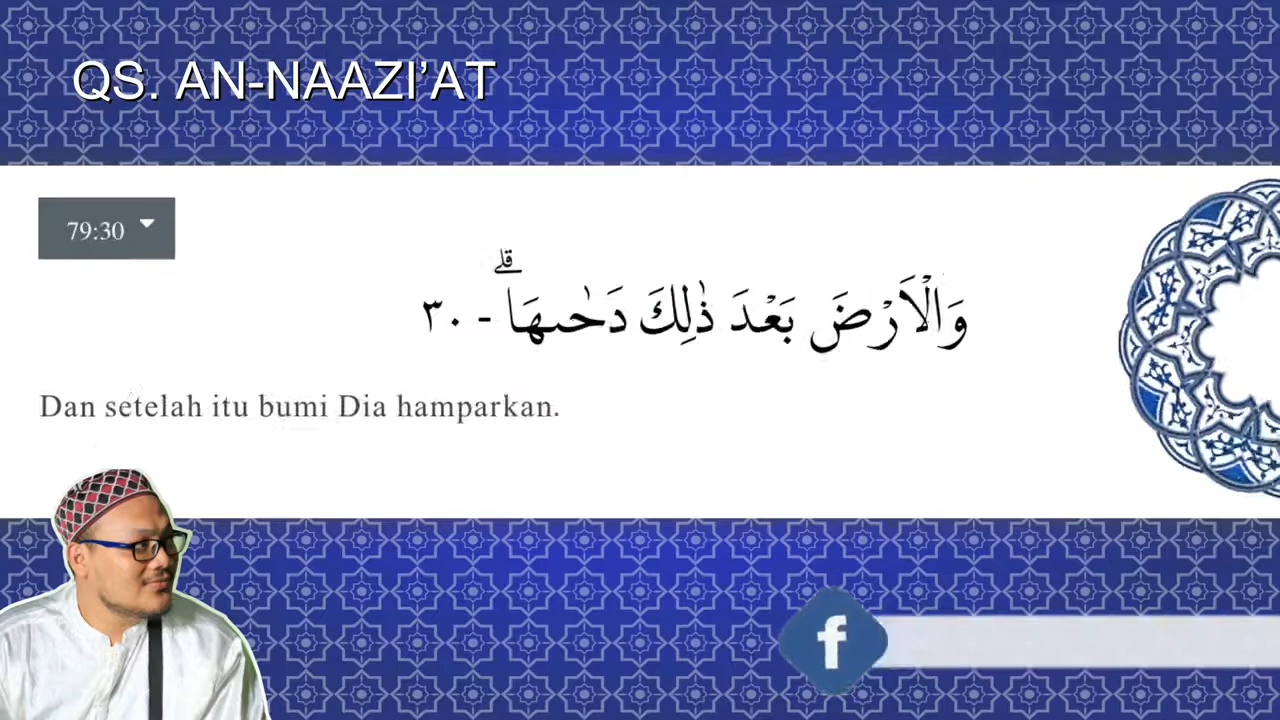 QS. AN-NAAZI’AT
79:30
وَالْاَرْضَ بَعْدَ ذٰلِكَ دَحٰىهَاۗ - ٣٠
Dan setelah itu bumi Dia hamparkan.
f